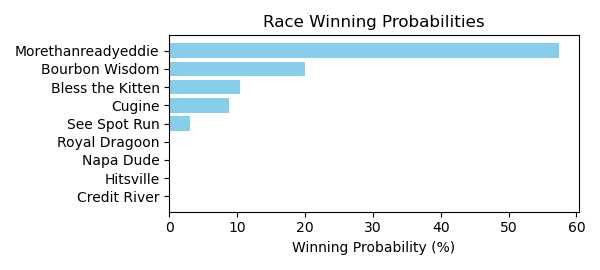 Race Winning Probabilities
Morethanreadyeddie
Bourbon Wisdom
Bless the Kitten
Cugine
See Spot Run
Royal Dragoon
Napa Dude
Hitsville
Credit River
0 10 20 30 40 50 60
Winning Probability (%)